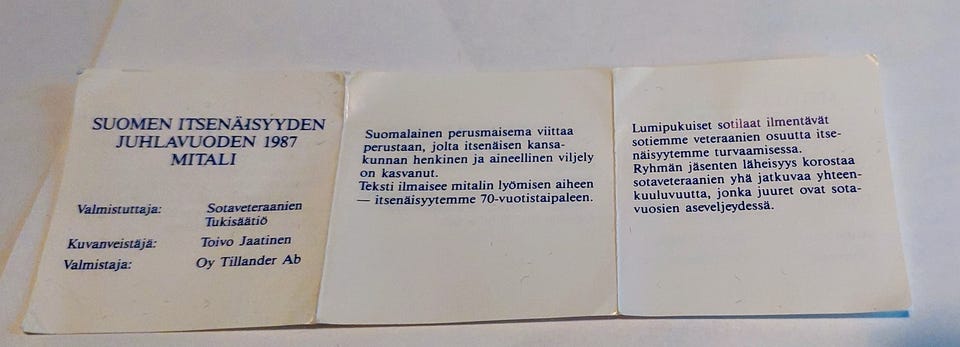 SUOMEN ITSENÄISYYDEN
JUHLAVUODEN 1987
MITALI
Valmistuttaja: Sotaveteraanien
Tukisäätiö
Kuvanveistäjä: Toivo Jaatinen
Valmistaja: Oy Tillander Ab
Suomalainen perusmaisema viittaa
perustaan, jolta itsenäisen kansa-
kunnan henkinen ja aineellinen viljely
on kasvanut.
Teksti ilmaisee mitalin lyömisen aiheen
— itsenäisyytemme 70-vuotistaipaleen.
Lumipukuiset sotilaat ilmentävät
sotiemme veteraanien osuutta itse-
näisyytemme turvaamisessa.
Ryhmän jäsenten läheisyys korostaa
sotaveteraanien yhä jatkuvaa yhteen-
kuuluvuutta, jonka juuret ovat sota-
vuosien aseveljeydessä.